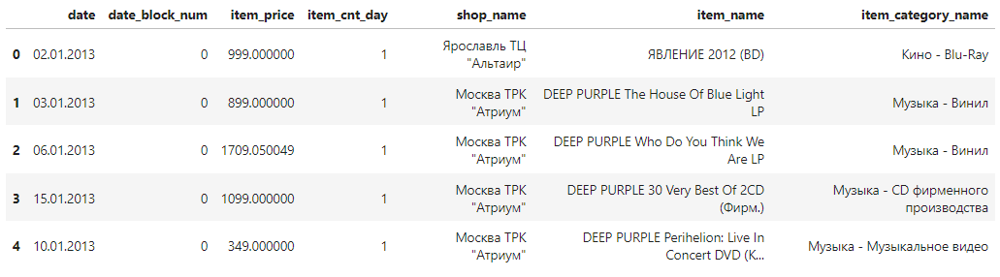 date date_block_num item_price item_cnt_day shop_name item_name item_category_name
0 02.01.2013 0 999.000000 1 Ярославль ТЦ "Альтаир" ЯВЛЕНИЕ 2012 (BD) Кино - Blu-Ray
1 03.01.2013 0 899.000000 1 Москва ТРК "Атриум" DEEP PURPLE The House Of Blue Light LP Музыка - Винил
2 06.01.2013 0 1709.050049 1 Москва ТРК "Атриум" DEEP PURPLE Who Do You Think We Are LP Музыка - Винил
3 15.01.2013 0 1099.000000 1 Москва ТРК "Атриум" DEEP PURPLE 30 Very Best Of 2CD (Фирм.) Музыка - CD фирменного производства
4 10.01.2013 0 349.000000 1 Москва ТРК "Атриум" DEEP PURPLE Perihelion: Live In Concert DVD (К... Музыка - Музыкальное видео